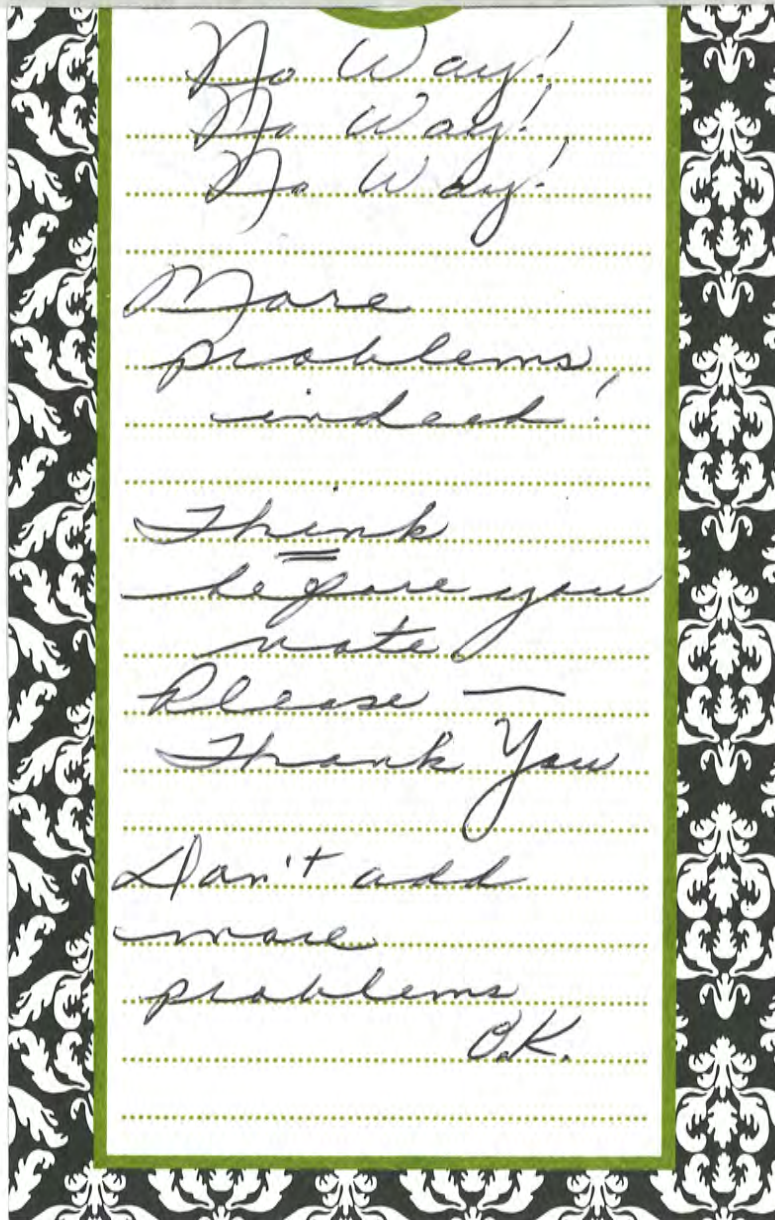 No Way!
No Way!
No Way!
More
problems
indeed!
Think
before you
vote
Please —
Thank You
Don't add
more
problems
O.K.